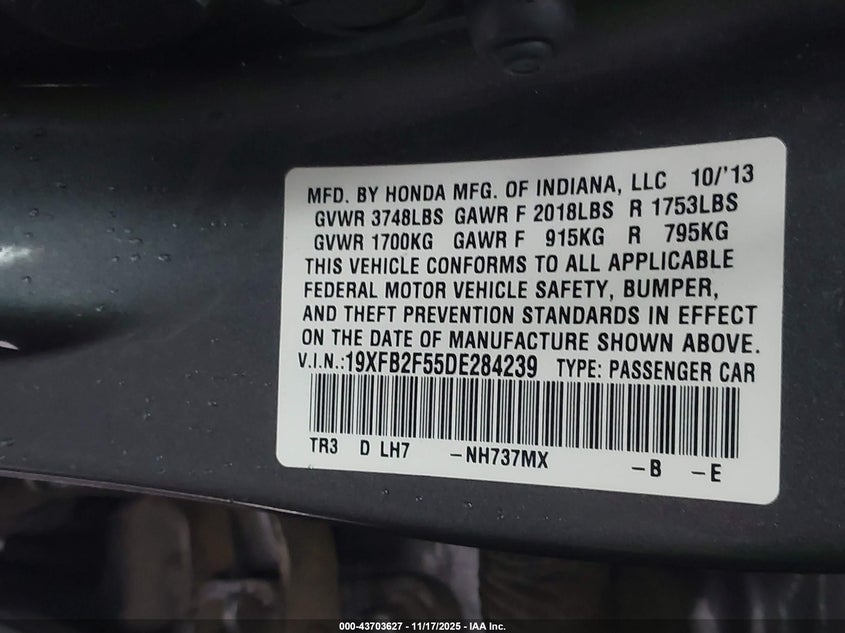 MFD. BY HONDA MFG. OF INDIANA, LLC 10/'13
GVWR 3748LBS GAWR F 2018LBS R 1753LBS
GVWR 1700KG GAWR F 915KG R 795KG
THIS VEHICLE CONFORMS TO ALL APPLICABLE
FEDERAL MOTOR VEHICLE SAFETY, BUMPER,
AND THEFT PREVENTION STANDARDS IN EFFECT
ON THE DATE OF MANUFACTURE SHOWN ABOVE.
V.I.N.:19XFB2F55DE284239 TYPE: PASSENGER CAR
TR3 D LH7 -NH737MX -B -E
000-43703627 - 11/17/2025 - IAA Inc.